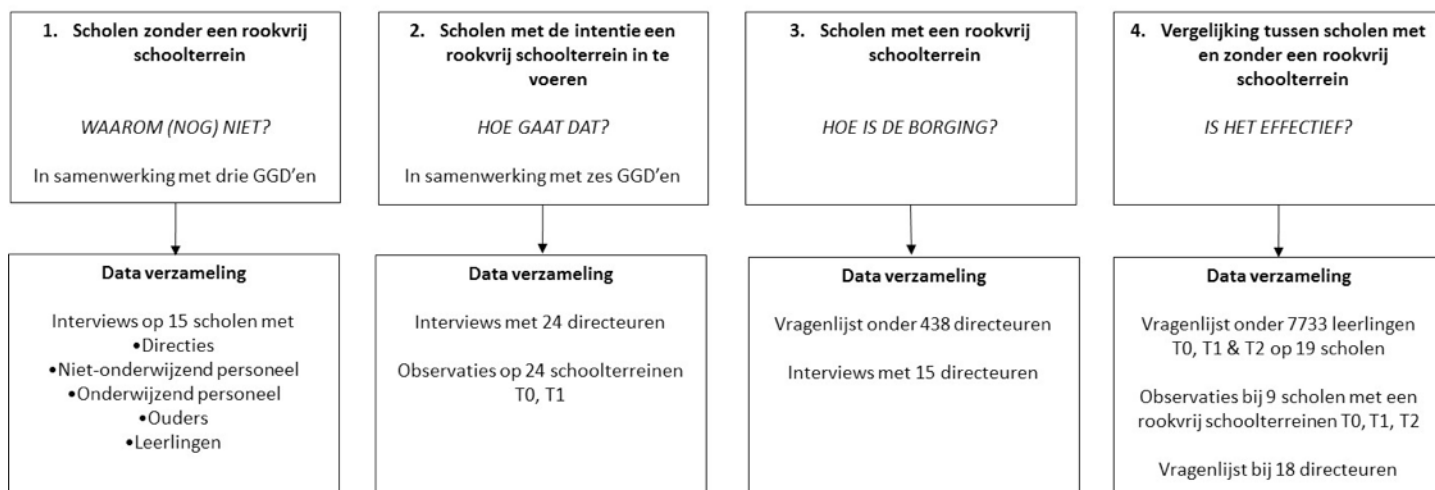 1. Scholen zonder een rookvrij
schoolterrein
WAAROM (NOG) NIET?
In samenwerking met drie GGD'en
2. Scholen met de intentie een
rookvrij schoolterrein in te
voeren
HOE GAAT DAT?
In samenwerking met zes GGD'en
3. Scholen met een rookvrij
schoolterrein
HOE IS DE BORGING?
4. Vergelijking tussen scholen met
en zonder een rookvrij
schoolterrein
IS HET EFFECTIEF?
Data verzameling
Interviews op 15 scholen met
•Directies
•Niet-onderwijzend personeel
•Onderwijzend personeel
•Ouders
•Leerlingen
Data verzameling
Interviews met 24 directeuren
Observaties op 24 schoolterreinen
T0, T1
Data verzameling
Vragenlijst onder 438 directeuren
Interviews met 15 directeuren
Data verzameling
Vragenlijst onder 7733 leerlingen
T0, T1 & T2 op 19 scholen
Observaties bij 9 scholen met een
rookvrij schoolterreinen T0, T1, T2
Vragenlijst bij 18 directeuren